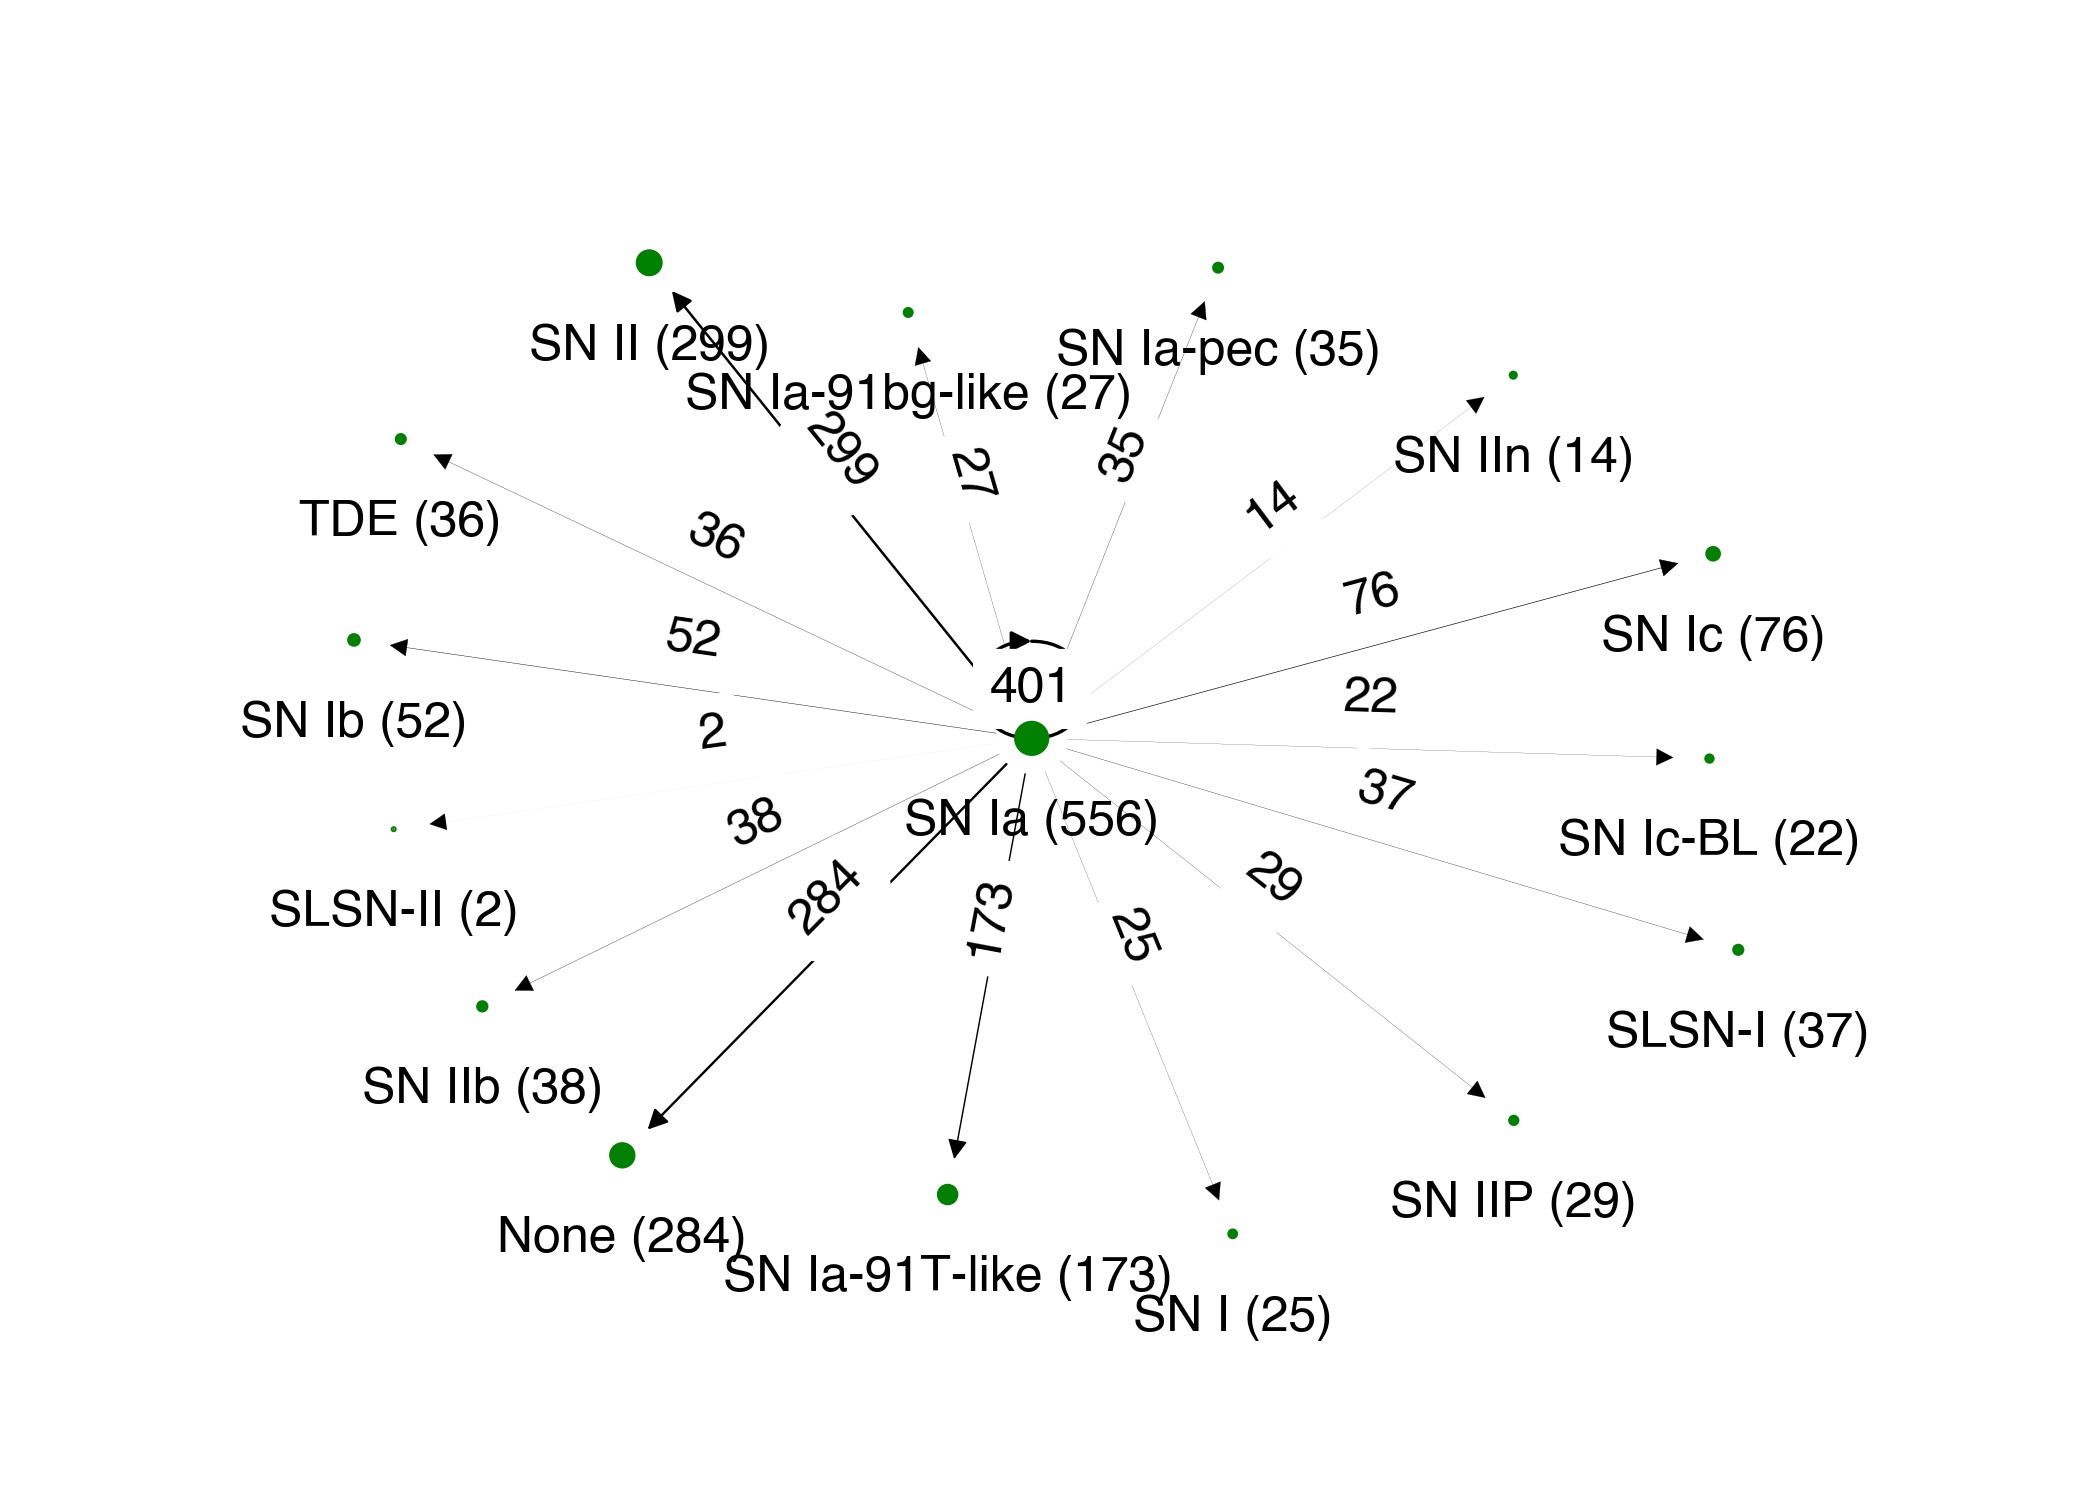 SN II (299)
SN Ia-pec (35)
SN Ia-91bg-like (27)
299
27
35
SN IIn (14)
14
TDE (36)
36
76
52
SN Ic (76)
401
22
SN Ib (52)
2
37
38
SN Ia (556)
SN Ic-BL (22)
29
284
173
25
SLSN-II (2)
SLSN-I (37)
SN IIb (38)
SN IIP (29)
None (284)
SN Ia-91T-like (173)
SN I (25)